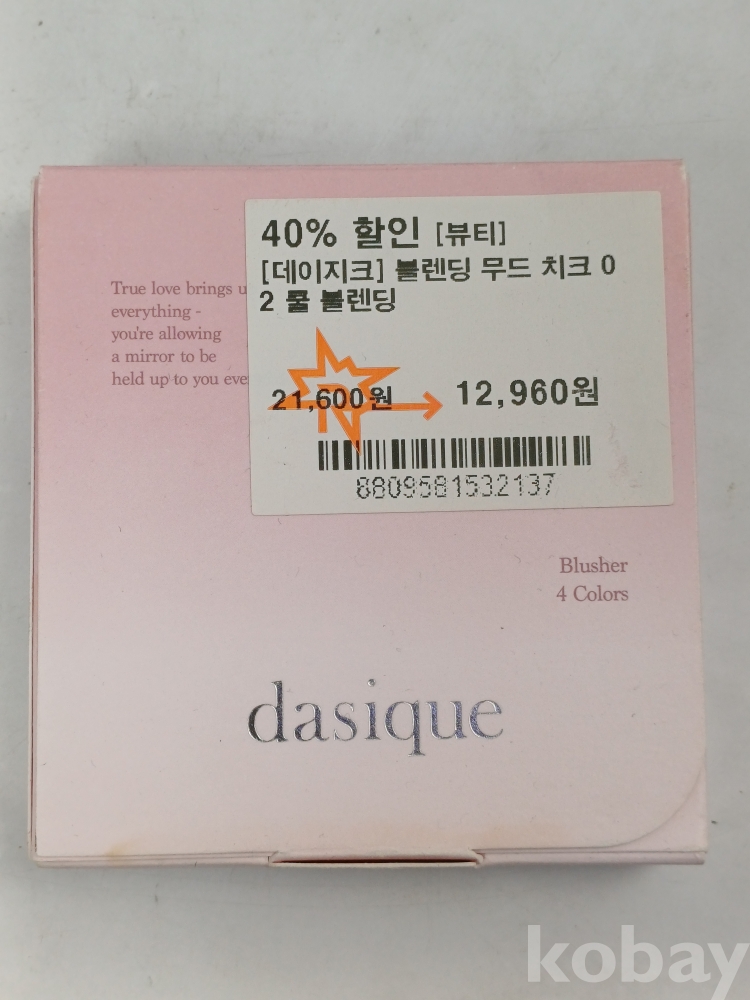 40% 할인 [뷰티]
[데이지크] 블렌딩 무드 치크 0
2 쿨 블렌딩
21,600원 12,960원
8809581532137
True love brings u
everything -
you're allowing
a mirror to be
held up to you eve
Blusher
4 Colors
dasique
kobay